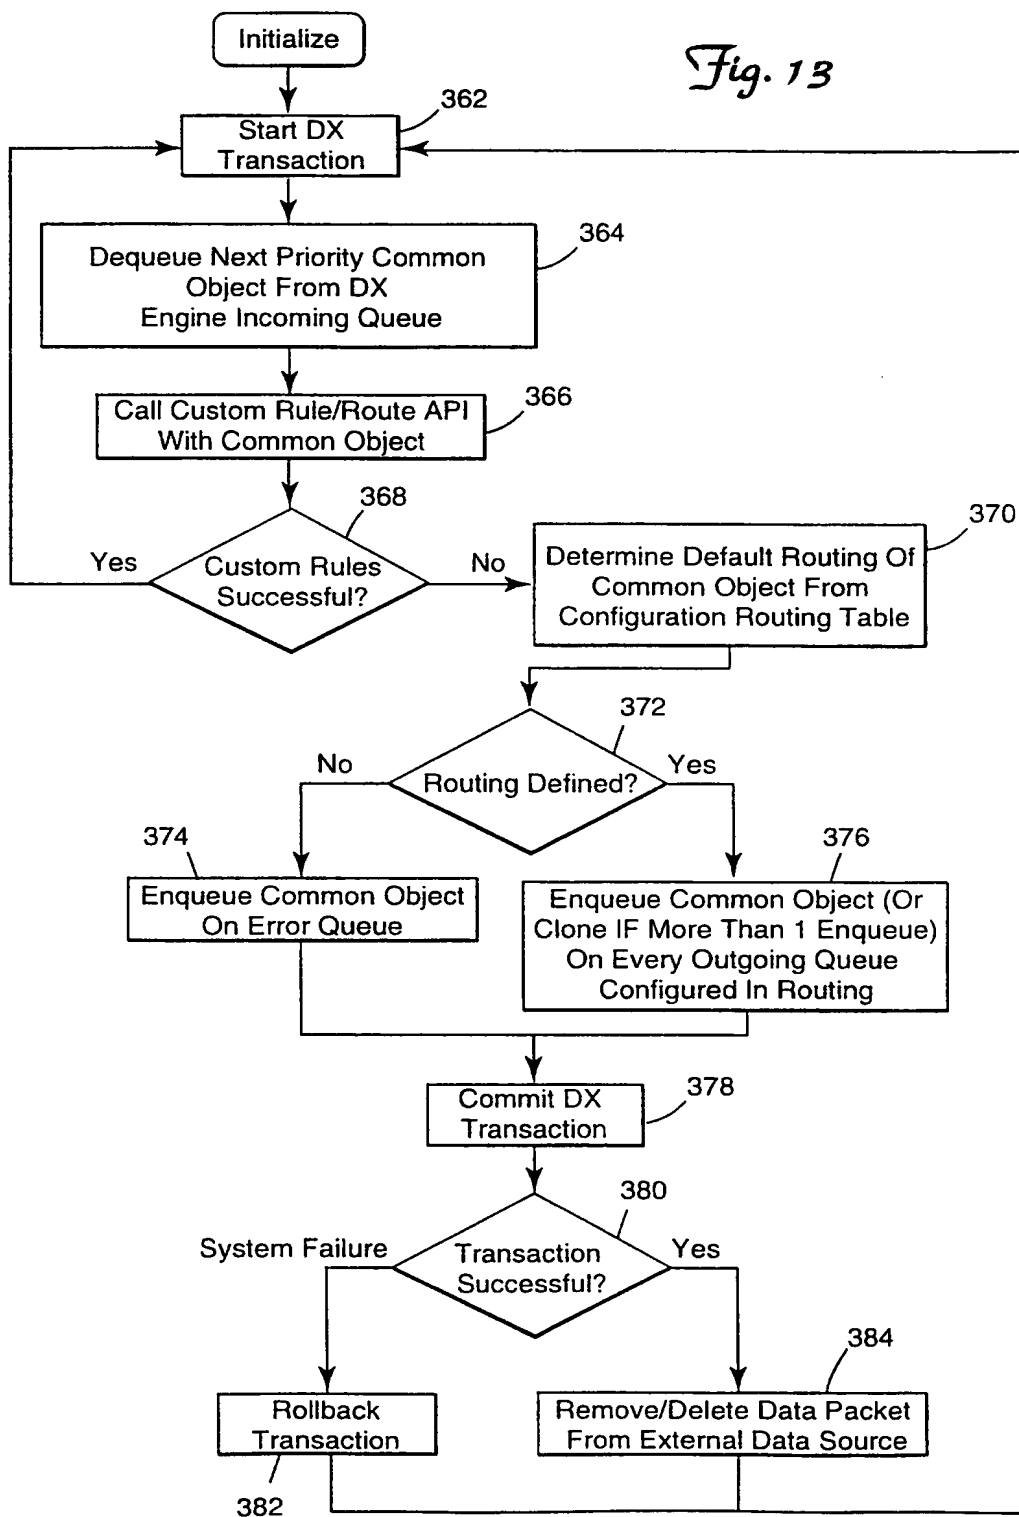 Initialize
Fig. 13
362
Start DX
Transaction
364
Dequeue Next Priority Common
Object From DX
Engine Incoming Queue
366
Call Custom Rule/Route API
With Common Object
368
Yes
Custom Rules
Successful?
No
370
Determine Default Routing Of
Common Object From
Configuration Routing Table
372
No
Routing Defined?
Yes
374
Enqueue Common Object
On Error Queue
376
Enqueue Common Object (Or
Clone IF More Than 1 Enqueue)
On Every Outgoing Queue
Configured In Routing
378
Commit DX
Transaction
380
System Failure
Transaction
Successful?
Yes
384
Rollback
Transaction
382
Remove/Delete Data Packet
From External Data Source